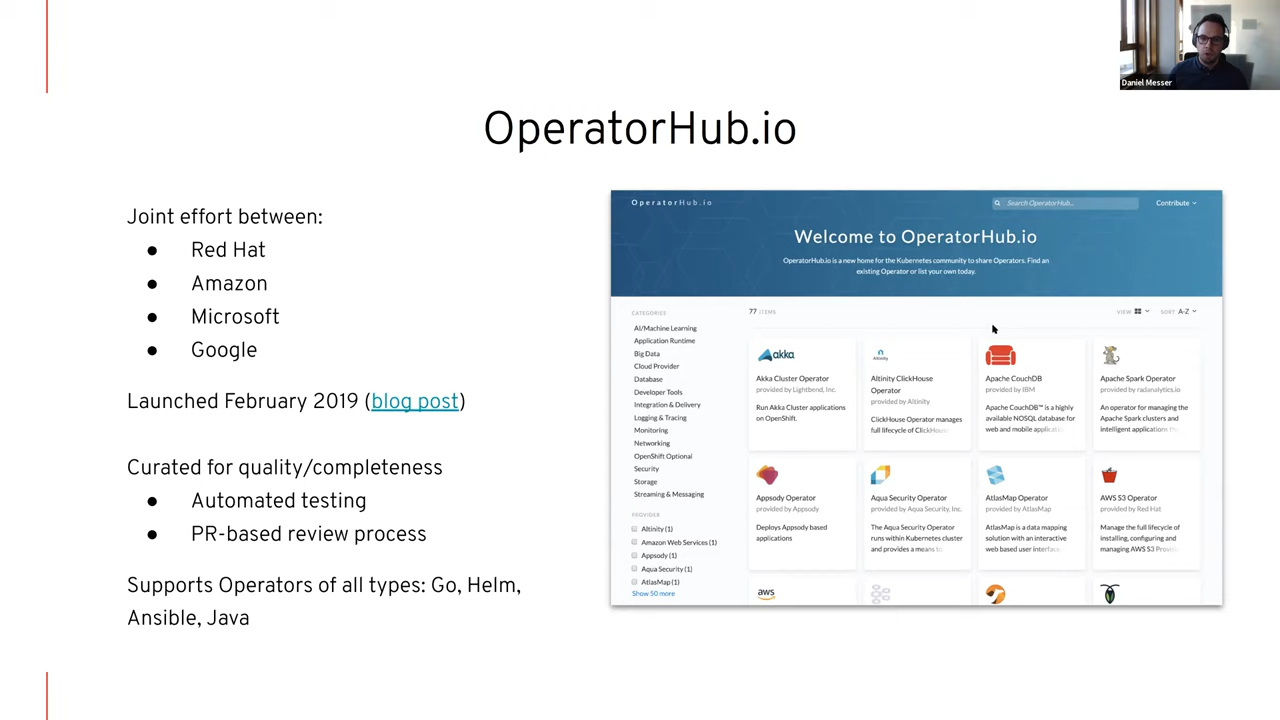 Daniel Messer
OperatorHub.io
Joint effort between:
● Red Hat
● Amazon
● Microsoft
● Google
Launched February 2019 (blog post)
Curated for quality/completeness
● Automated testing
● PR-based review process
Supports Operators of all types: Go, Helm,
Ansible, Java
OperatorHub.io
Search OperatorHub...
Contribute
Welcome to OperatorHub.io
OperatorHub.io is a new home for the Kubernetes community to share Operators. Find an
existing Operator or list your own today.
CATEGORIES
AI/Machine Learning
Application Runtime
Big Data
Cloud Provider
Database
Developer Tools
Integration & Delivery
Logging & Tracing
Monitoring
Networking
OpenShift Optional
Security
Storage
Streaming & Messaging
PROVIDER
Altinity (1)
Amazon Web Services (1)
Appsody (1)
Aqua Security (1)
AtlasMap (1)
Show 50 more
77 ITEMS
VIEW
SORT A-Z
akka
Akka Cluster Operator
provided by Lightbend, Inc.
Run Akka Cluster applications
on OpenShift.
Altinity
Altinity ClickHouse
Operator
provided by Altinity
ClickHouse Operator manages
full lifecycle of ClickHouse
Apache CouchDB
provided by IBM
Apache CouchDB™ is a highly
available NOSQL database for
web and mobile applicatio
Apache Spark Operator
provided by radanalytics.io
An operator for managing the
Apache Spark clusters and
intelligent applications
Appsody Operator
provided by Appsody
Deploys Appsody based
applications
Aqua Security Operator
provided by Aqua Security, Inc.
The Aqua Security Operator
runs within Kubernetes cluster
and provides a means to
AtlasMap Operator
provided by AtlasMap
AtlasMap is a data mapping
solution with an interactive
web based user interfac
AWS S3 Operator
provided by Red Hat
Manage the full lifecycle of
installing, configuring and
managing AWS S3 Provis
aws